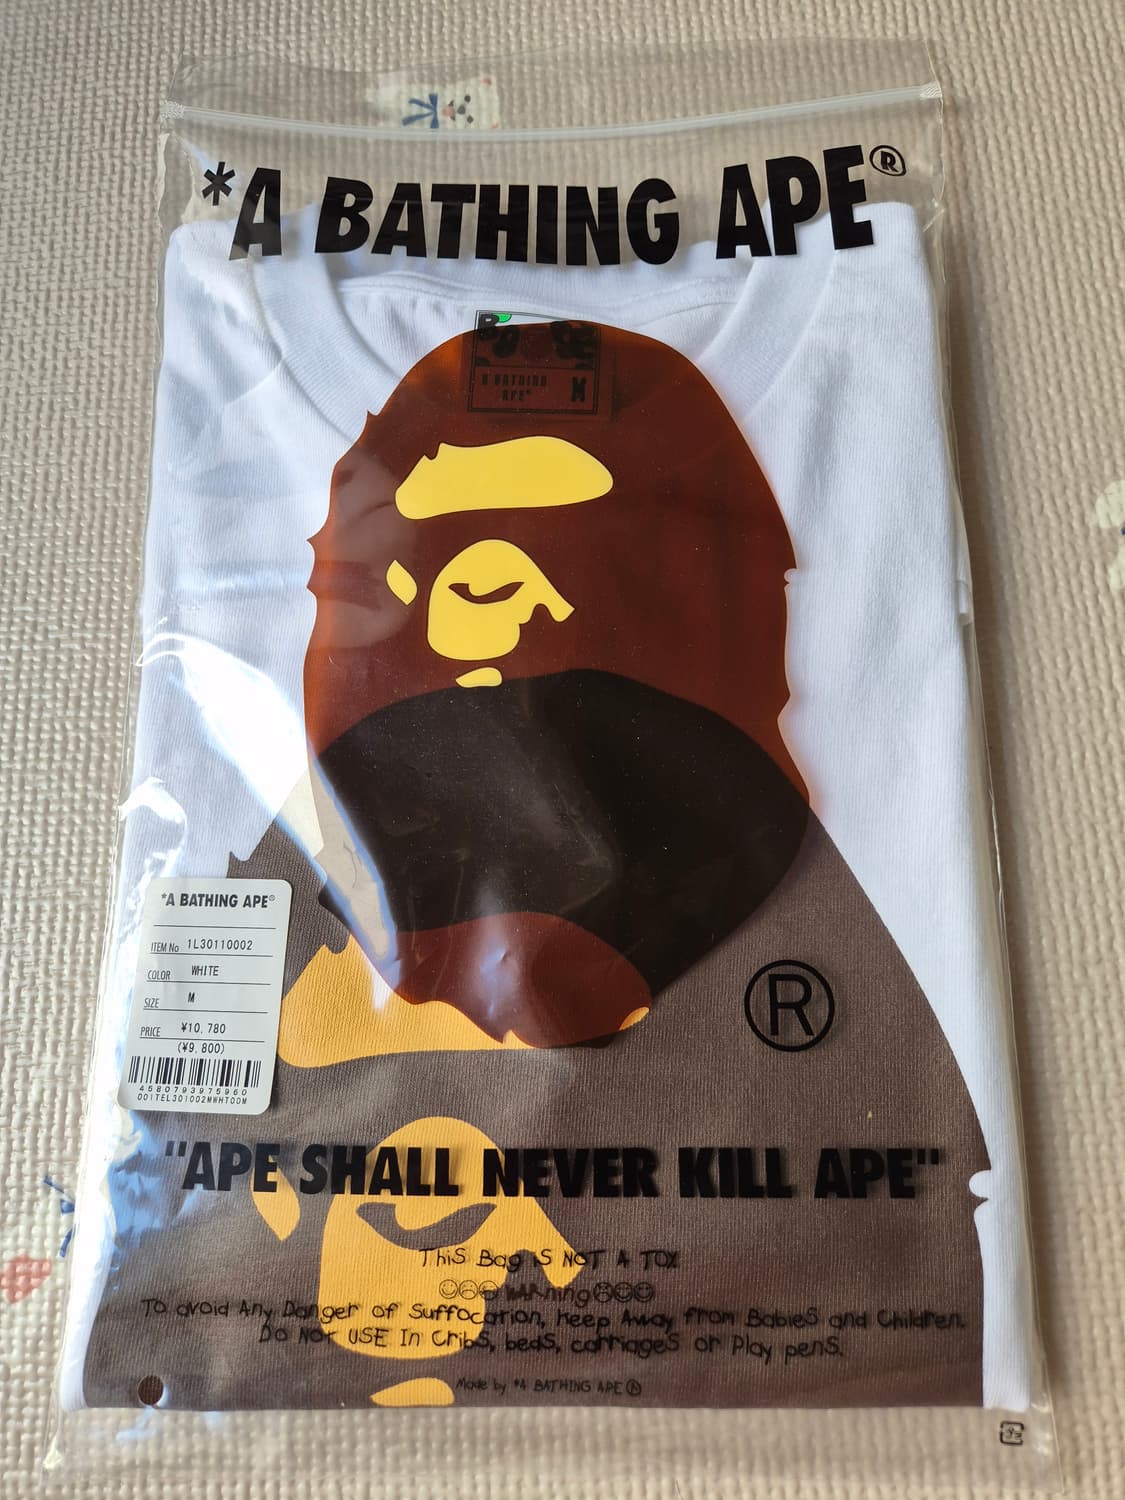 *A BATHING APE®
A BATHING
APE®
M
*A BATHING APE®
ITEM No 1L30110002
COLOR WHITE
SIZE M
PRICE ¥10,780
(¥9,800)
4580793975960
001TEL301002MWHT00M
®
"APE SHALL NEVER KILL APE"
This Bag iS NOT A TOY
WARning
To avoid Any Danger of Suffocation, Keep Away from Babies and Children.
Do Not USE In CribS, bedS, carriageS or Play penS.
Made by *A BATHING APE®